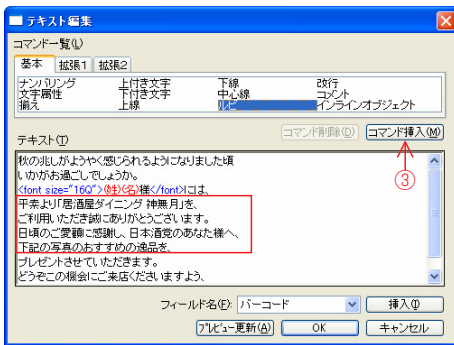 テキスト編集
コマンド一覧(L)
基本 拡張1 拡張2
ナンバリング 上付き文字 下線 改行
文字属性 下付き文字 中心線 コメント
揃え 上線 ルビ インラインオブジェクト
テキスト(T) コマンド削除(D) コマンド挿入(M)
③
秋の兆しがようやく感じられるようになりました頃
いかがお過ごしでしょうか。
<font size="16Q">(姓)(名)様</font>には、
平素より「居酒屋ダイニング 神無月」を、
ご利用いただき誠にありがとうございます。
日頃のご愛顧に感謝し、日本酒党のあなた様へ、
下記の写真のおすすめの逸品を、
プレゼントさせていただきます。
どうぞこの機会にご来店くださいますよう、
フィールド名(F): バーコード 挿入(I)
プレビュー更新(A) OK キャンセル